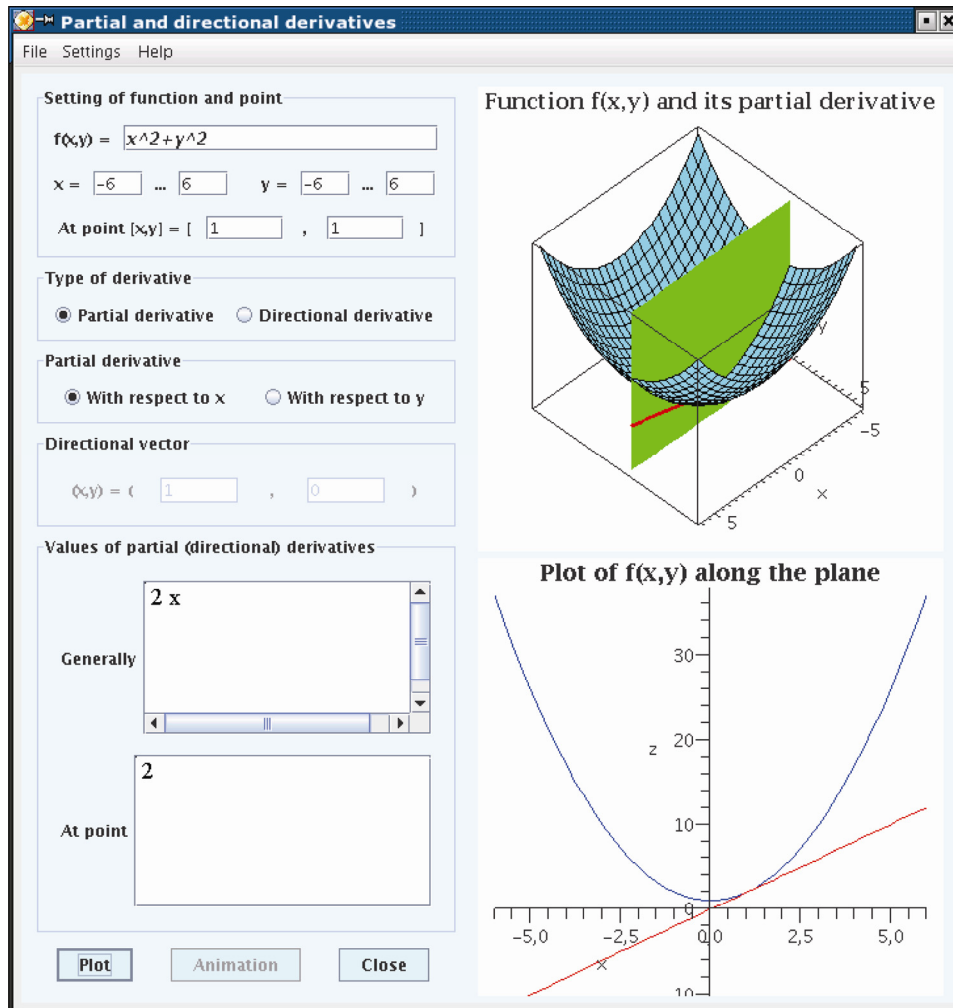 Partial and directional derivatives
File Settings Help
Setting of function and point
f(x,y) = x^2+y^2
x = -6 ... 6 y = -6 ... 6
At point [x,y] = [ 1 , 1 ]
Type of derivative
Partial derivative Directional derivative
Partial derivative
With respect to x With respect to y
Directional vector
(x,y) = ( 1 , 0 )
Values of partial (directional) derivatives
Generally
2 x
At point
2
Plot Animation Close
Function f(x,y) and its partial derivative
y
5
-5
0
x
5
Plot of f(x,y) along the plane
30
z
20
10
0
-5,0 -2,5 0,0 2,5 5,0
x
10